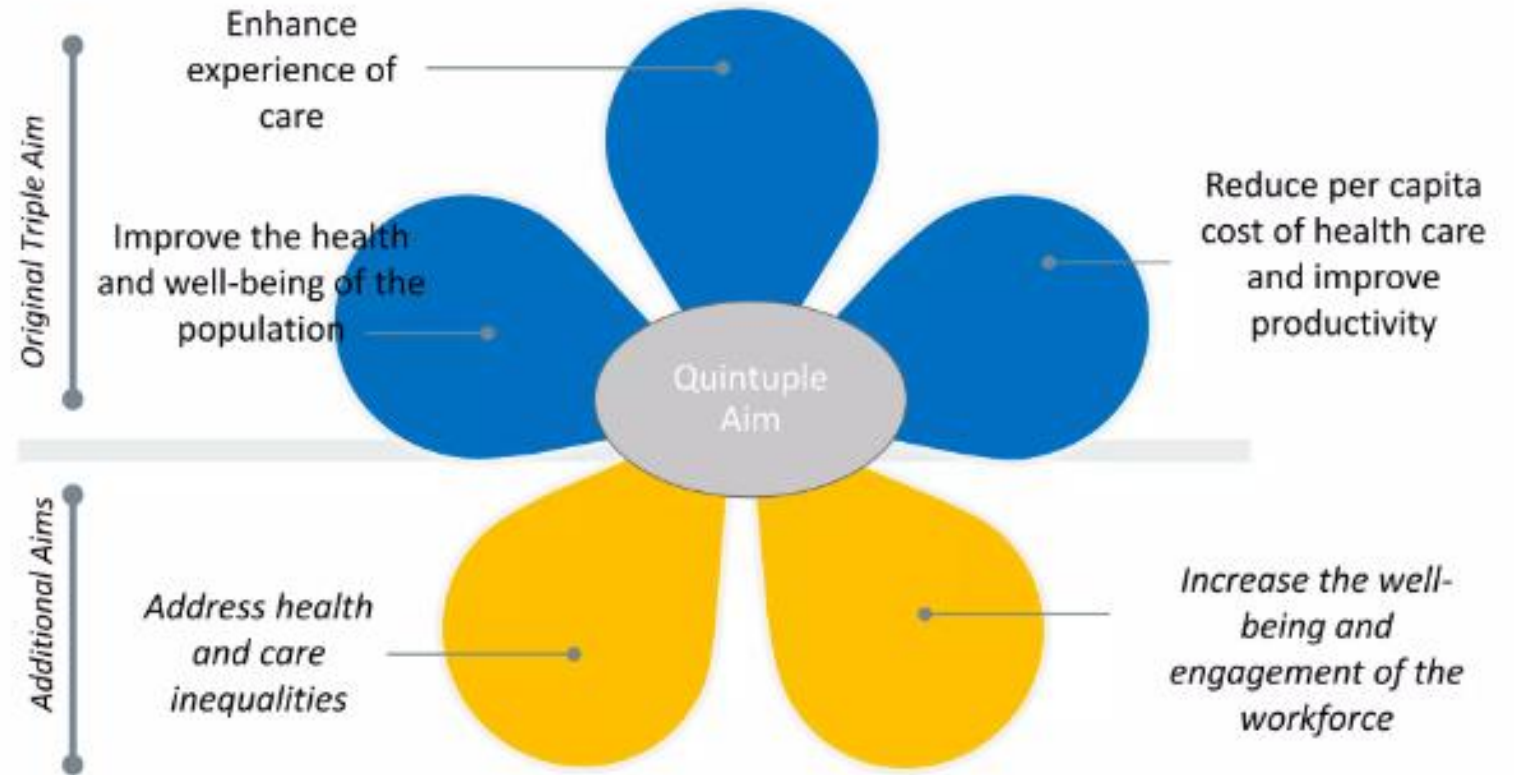 Original Triple Aim
Enhance
experience of
care
Improve the health
and well-being of the
population
Reduce per capita
cost of health care
and improve
productivity
Quintuple
Aim
Additional Aims
Address health
and care
inequalities
Increase the well-
being and
engagement of the
workforce